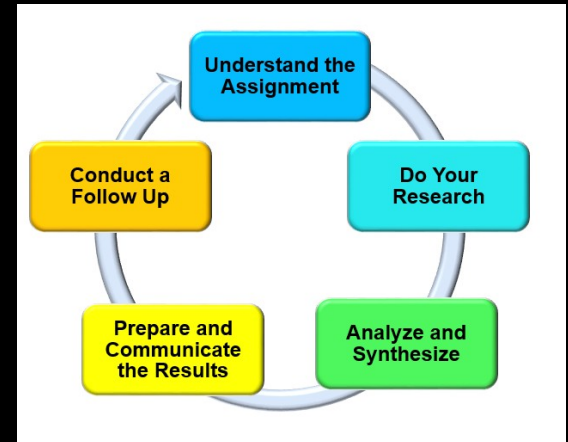 Understand the
Assignment
Do Your
Research
Analyze and
Synthesize
Prepare and
Communicate
the Results
Conduct a
Follow Up